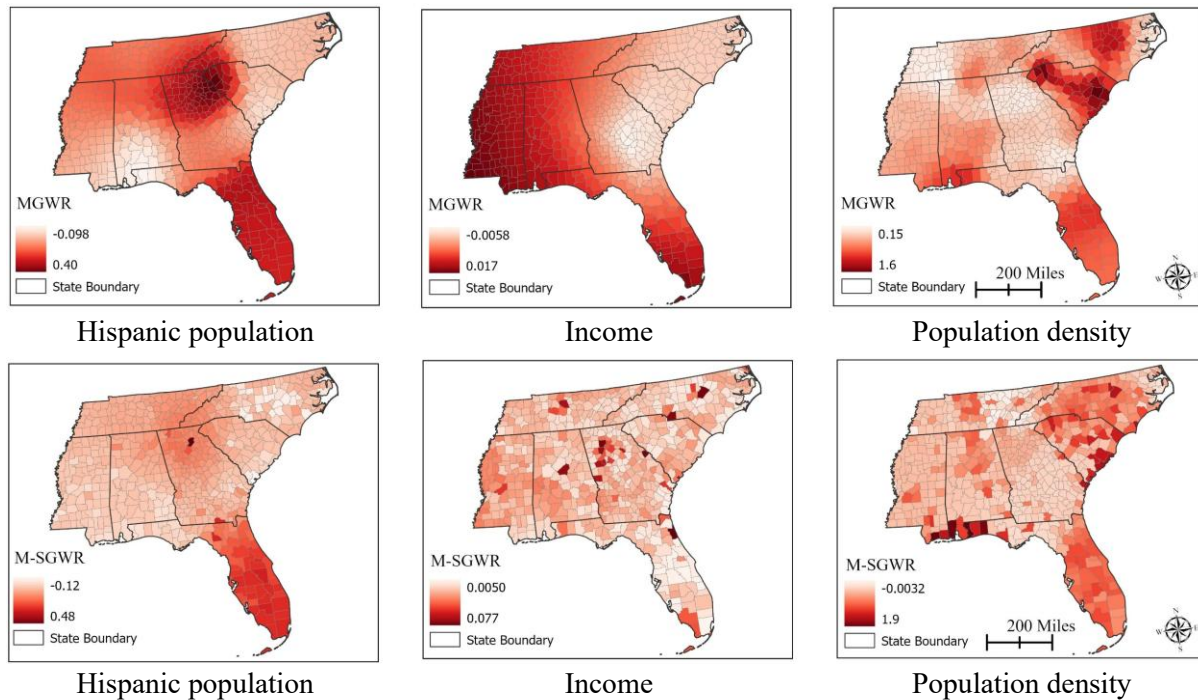 MGWR
-0.098
0.40
State Boundary
MGWR
-0.0058
0.017
State Boundary
MGWR
0.15
1.6
State Boundary
200 Miles
N
W E
S
Hispanic population
Income
Population density
M-SGWR
-0.12
0.48
State Boundary
M-SGWR
0.0050
0.077
State Boundary
M-SGWR
-0.0032
1.9
State Boundary
200 Miles
N
W E
S
Hispanic population
Income
Population density